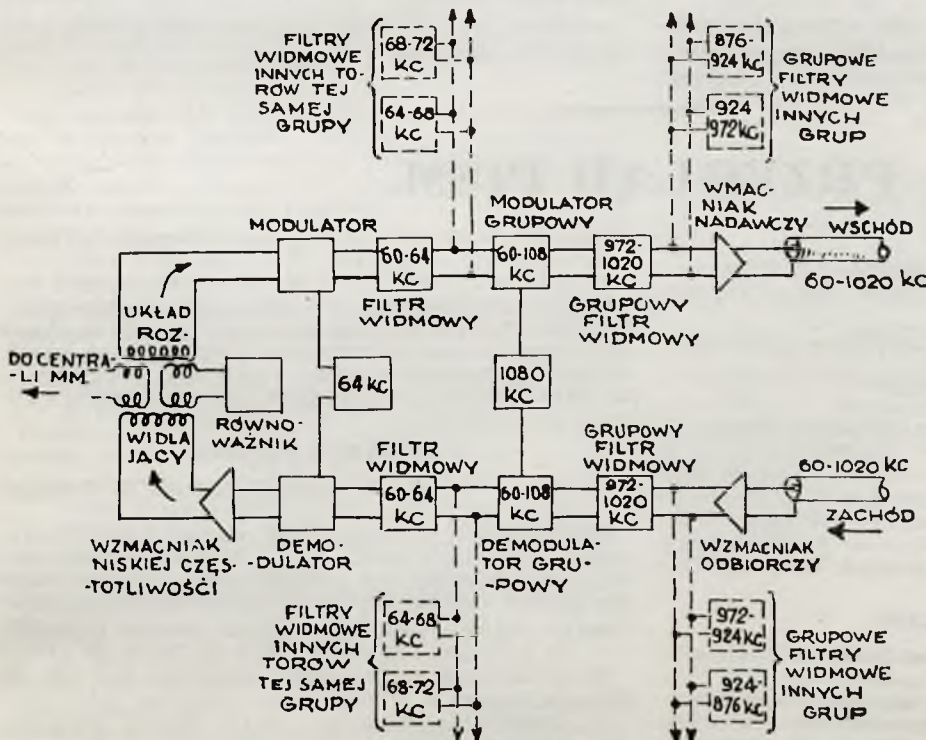 FILTRY
WIDMOWE
INNYCH TO-
RÓW TEJ
SAMEJ
GRUPY
68-72
KC
64-68
KC
876-
924 KC
924
972 KC
GRUPOWE
FILTRY
WIDMOWE
INNYCH
GRUP
MODULATOR
60-64
KC
FILTR
WIDMOWY
MODULATOR
GRUPOWY
60-108
KC
972-
1020
KC
GRUPOWY
FILTR
WIDMOWY
WMAC-
NIAK
NADAWCZY
WSCHÓD
60-1020 KC
UKŁAD
ROZ-
DO CENTRA-
-LI MM.
WIDLA
JĄCY
RÓWNO-
WAŻNIK
64 KC
1080
KC
WZMACNIAK
NISKIEJ CZĘS-
-TOTLIWOŚCI
DEMO-
-DULATOR
FILTR
WIDMOWY
60-64
KC
60-108
KC
DEMODULA-
TOR GRU-
-POWY
GRUPOWY
FILTR
WIDMOWY
972-
1020
KC
WZMACNIAK
ODBIORCZY
60-1020 KC
ZACHÓD
FILTRY
WIDMOWE
INNYCH
TORÓW
TEJ SAMEJ
GRUPY
64-68
KC
68-72
KC
972-
924 KC
924-
876 KC
GRUPOWE
FILTRY
WIDMOWE
INNYCH
GRUP